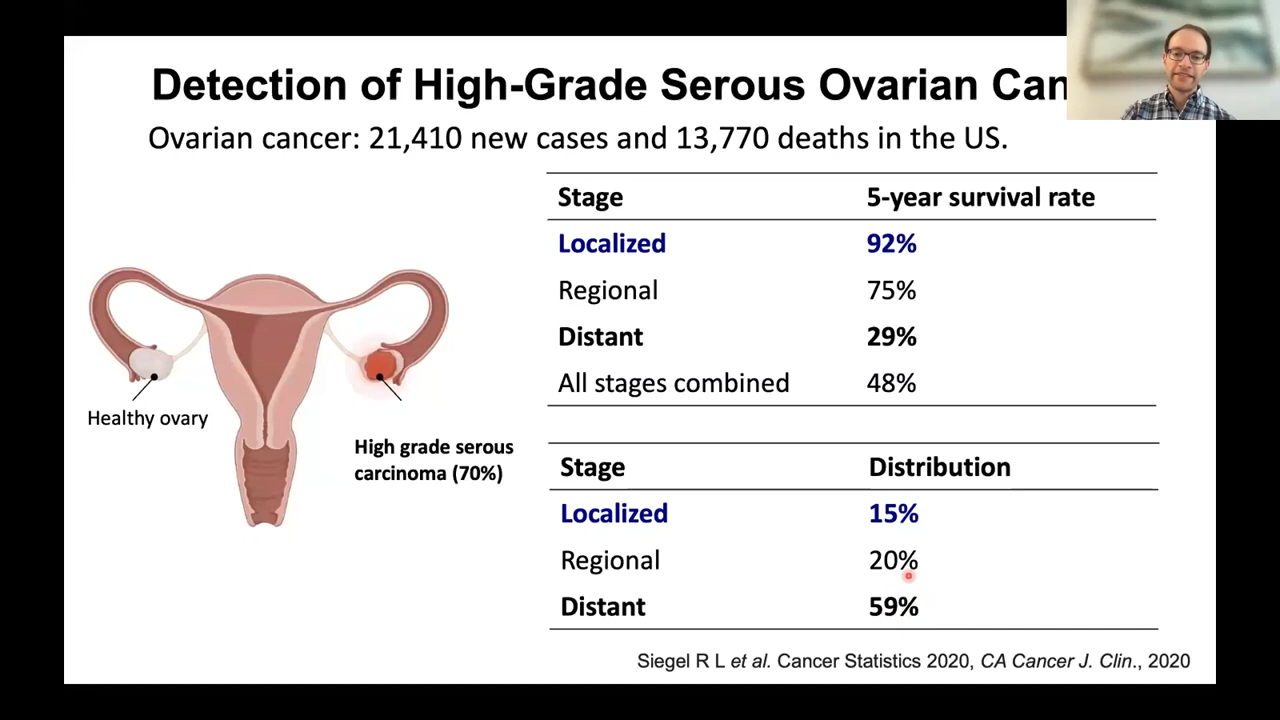 Detection of High-Grade Serous Ovarian Can
Ovarian cancer: 21,410 new cases and 13,770 deaths in the US.
Stage 5-year survival rate
Localized 92%
Regional 75%
Distant 29%
All stages combined 48%
Healthy ovary
High grade serous
carcinoma (70%)
Stage Distribution
Localized 15%
Regional 20%
Distant 59%
Siegel R L et al. Cancer Statistics 2020, CA Cancer J. Clin., 2020